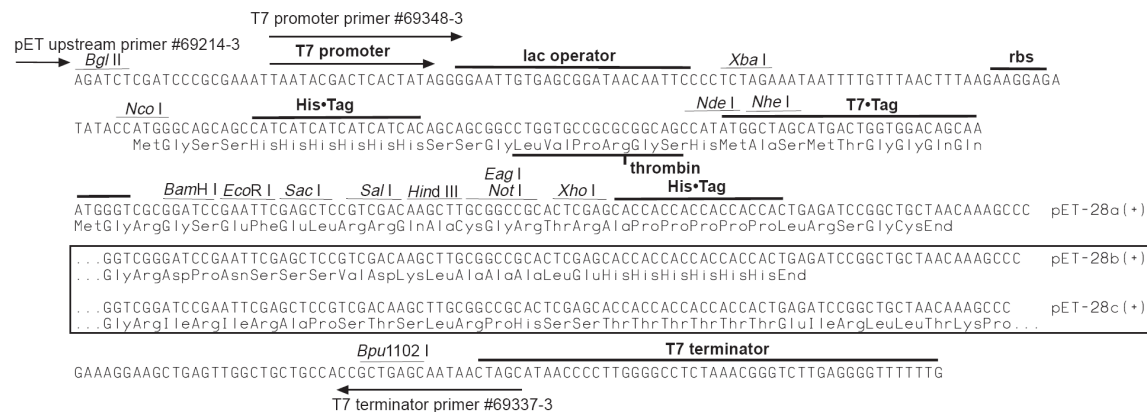 T7 promoter primer #69348-3
pET upstream primer #69214-3
Bgl II T7 promoter lac operator Xba I rbs
AGATCTCGATCCCGCGAAATTAATACGACTCACTATAGGGGAATTGTGAGCGGATAACAATTCCCCTCTAGAAATAATTTTGTTTAACTTTAAGAAGGAGA
Nco I His•Tag Nde I Nhe I T7•Tag
TATACCATGGGCAGCAGCCATCATCATCATCATCACAGCAGCGGCCTGGTGCCGCGCGGCAGCCATATGGCTAGCATGACTGGTGGACAGCAA
MetGlySerSerHisHisHisHisHisHisSerSerGlyLeuValProArgGlySerHisMetAlaSerMetThrGlyGlyGlnGln
thrombin
Eag I
BamH I EcoR I Sac I Sal I Hind III Not I Xho I His•Tag
ATGGGTCGCGGATCCGAATTCGAGCTCCGTCGACAAGCTTGCGGCCGCACTCGAGCACCACCACCACCACCACTGAGATCCGGCTGCTAACAAAGCCC pET-28a(+)
MetGlyArgGlySerGluPheGluLeuArgArgGlnAlaCysGlyArgThrArgAlaProProProProProProLeuArgSerGlyCysEnd
...GGTCGGGATCCGAATTCGAGCTCCGTCGACAAGCTTGCGGCCGCACTCGAGCACCACCACCACCACCACTGAGATCCGGCTGCTAACAAAGCCC pET-28b(+)
...GlyArgAspProAsnSerSerSerValAspLysLeuAlaAlaAlaLeuGluHisHisHisHisHisHisEnd
...GGTCGGATCCGAATTCGAGCTCCGTCGACAAGCTTGCGGCCGCACTCGAGCACCACCACCACCACCACTGAGATCCGGCTGCTAACAAAGCCC pET-28c(+)
...GlyArgIleArgIleArgAlaProSerThrSerLeuArgProHisSerSerThrThrThrThrThrThrGluIleArgLeuLeuThrLysPro...
Bpu1102 I T7 terminator
GAAAGGAAGCTGAGTTGGCTGCTGCCACCGCTGAGCAATAACTAGCATAACCCCTTGGGGCCTCTAAACGGGTCTTGAGGGGTTTTTTG
T7 terminator primer #69337-3